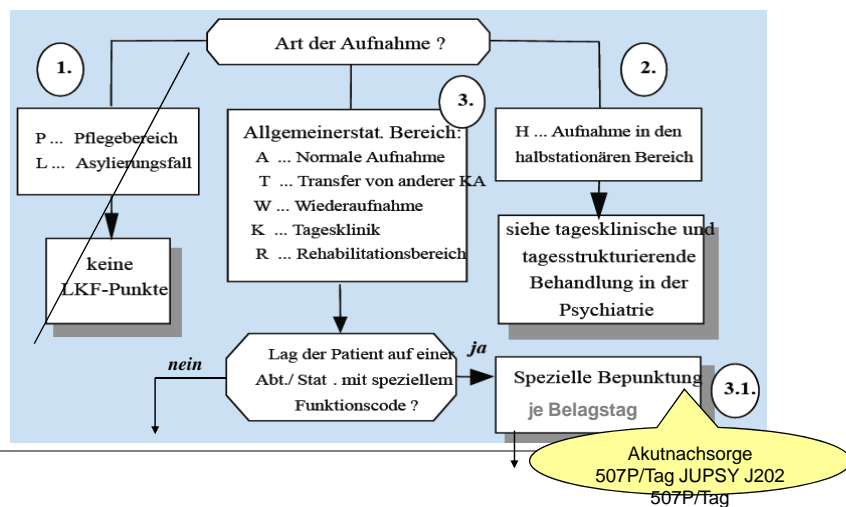 Art der Aufnahme ?
1.
P ... Pflegebereich
L ... Asylierungsfall
keine
LKF-Punkte
3.
Allgemeinerstat. Bereich:
A ... Normale Aufnahme
T ... Transfer von anderer KA
W ... Wiederaufnahme
K ... Tagesklinik
R ... Rehabilitationsbereich
2.
H ... Aufnahme in den
halbstationären Bereich
siehe tagesklinische und
tagesstrukturierende
Behandlung in der
Psychiatrie
Lag der Patient auf einer
Abt./ Stat . mit speziellem
Funktionscode ?
nein
ja
Spezielle Bepunktung
je Belagstag
3.1.
Akutnachsorge
507P/Tag JUPSY J202
507P/Tag